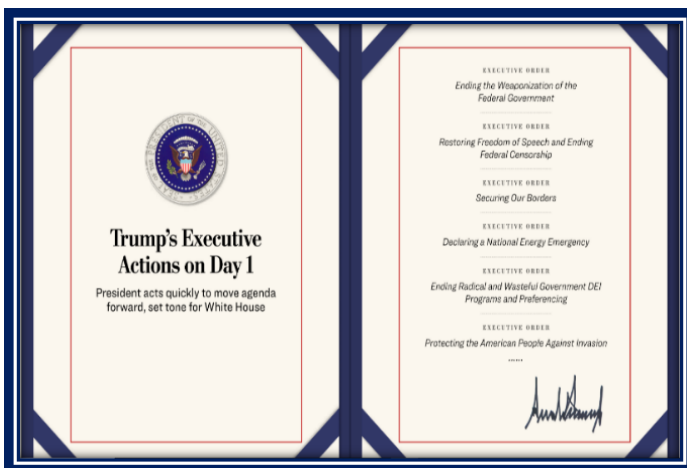 Trump's Executive
Actions on Day 1
President acts quickly to move agenda
forward, set tone for White House
EXECUTIVE ORDER
Ending the Weaponization of the
Federal Government
EXECUTIVE ORDER
Restoring Freedom of Speech and Ending
Federal Censorship
EXECUTIVE ORDER
Securing Our Borders
EXECUTIVE ORDER
Declaring a National Energy Emergency
EXECUTIVE ORDER
Ending Radical and Wasteful Government DEI
Programs and Preferencing
EXECUTIVE ORDER
Protecting the American People Against Invasion
......